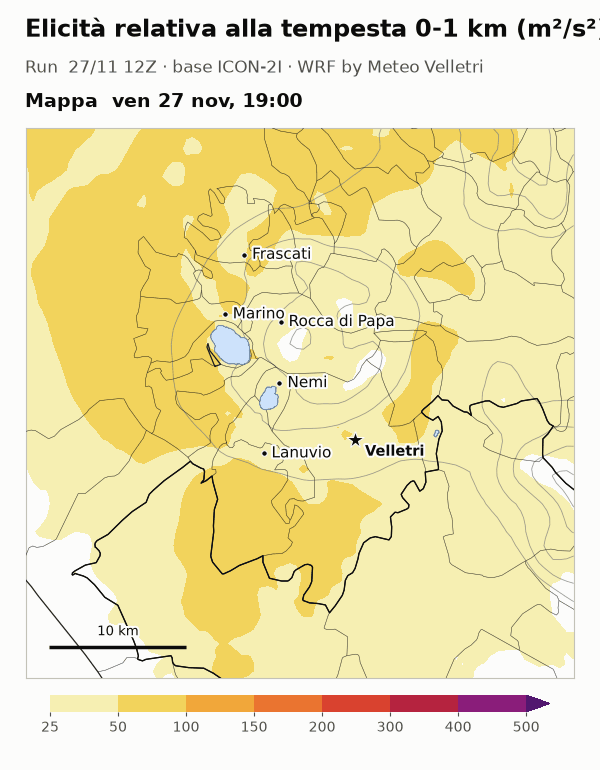 Elicità relativa alla tempesta 0-1 km (m²/s²)
Run 27/11 12Z · base ICON-2I · WRF by Meteo Velletri
Mappa ven 27 nov, 19:00
Frascati
Marino
Rocca di Papa
Nemi
Velletri
Lanuvio
10 km
25 50 100 150 200 300 400 500